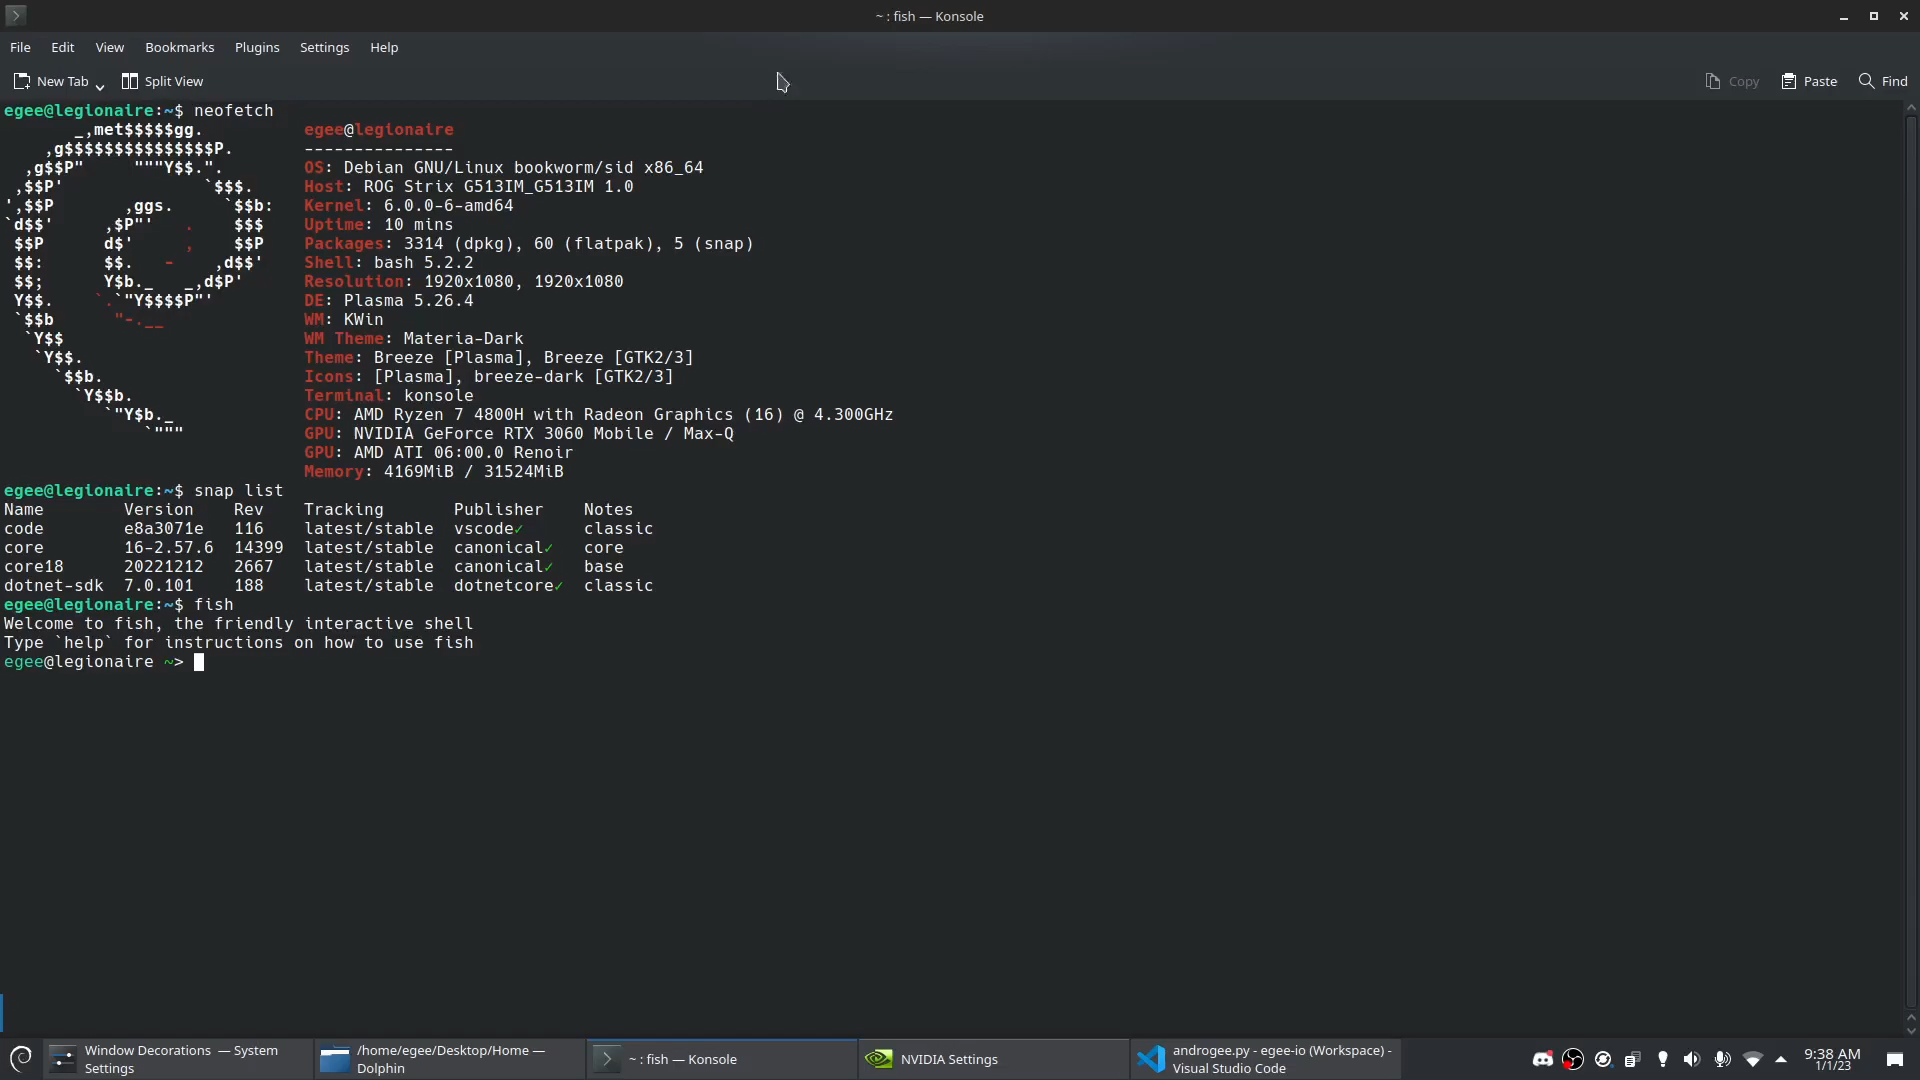 ~ : fish — Konsole
File Edit View Bookmarks Plugins Settings Help
New Tab Split View Copy Paste Find
egee@legionaire:~$ neofetch
       _,met$$$$$gg.          egee@legionaire
    ,g$$$$$$$$$$$$$$$P.       ---------------
  ,g$$P"     """Y$$.".        OS: Debian GNU/Linux bookworm/sid x86_64
 ,$$P'              `$$$.     Host: ROG Strix G513IM_G513IM 1.0
',$$P       ,ggs.     `$$b:   Kernel: 6.0.0-6-amd64
`d$$'     ,$P"'   .    $$$    Uptime: 10 mins
 $$P      d$'     ,    $$P    Packages: 3314 (dpkg), 60 (flatpak), 5 (snap)
 $$:      $$.   -    ,d$$'    Shell: bash 5.2.2
 $$;      Y$b._   _,d$P'      Resolution: 1920x1080, 1920x1080
 Y$$.    `.`"Y$$$$P"'         DE: Plasma 5.26.4
 `$$b      "-.__              WM: KWin
  `Y$$                        WM Theme: Materia-Dark
   `Y$$.                      Theme: Breeze [Plasma], Breeze [GTK2/3]
     `$$b.                    Icons: [Plasma], breeze-dark [GTK2/3]
       `Y$$b.                 Terminal: konsole
          `"Y$b._             CPU: AMD Ryzen 7 4800H with Radeon Graphics (16) @ 4.300GHz
              `"""            GPU: NVIDIA GeForce RTX 3060 Mobile / Max-Q
                              GPU: AMD ATI 06:00.0 Renoir
                              Memory: 4169MiB / 31524MiB
egee@legionaire:~$ snap list
Name        Version    Rev    Tracking       Publisher    Notes
code        e8a3071e   116    latest/stable  vscode✓      classic
core        16-2.57.6  14399  latest/stable  canonical✓   core
core18      20221212   2667   latest/stable  canonical✓   base
dotnet-sdk  7.0.101    188    latest/stable  dotnetcore✓  classic
egee@legionaire:~$ fish
Welcome to fish, the friendly interactive shell
Type `help` for instructions on how to use fish
egee@legionaire ~>
Window Decorations — System Settings
/home/egee/Desktop/Home — Dolphin
~ : fish — Konsole
NVIDIA Settings
androgee.py - egee-io (Workspace) - Visual Studio Code
9:38 AM
1/1/23